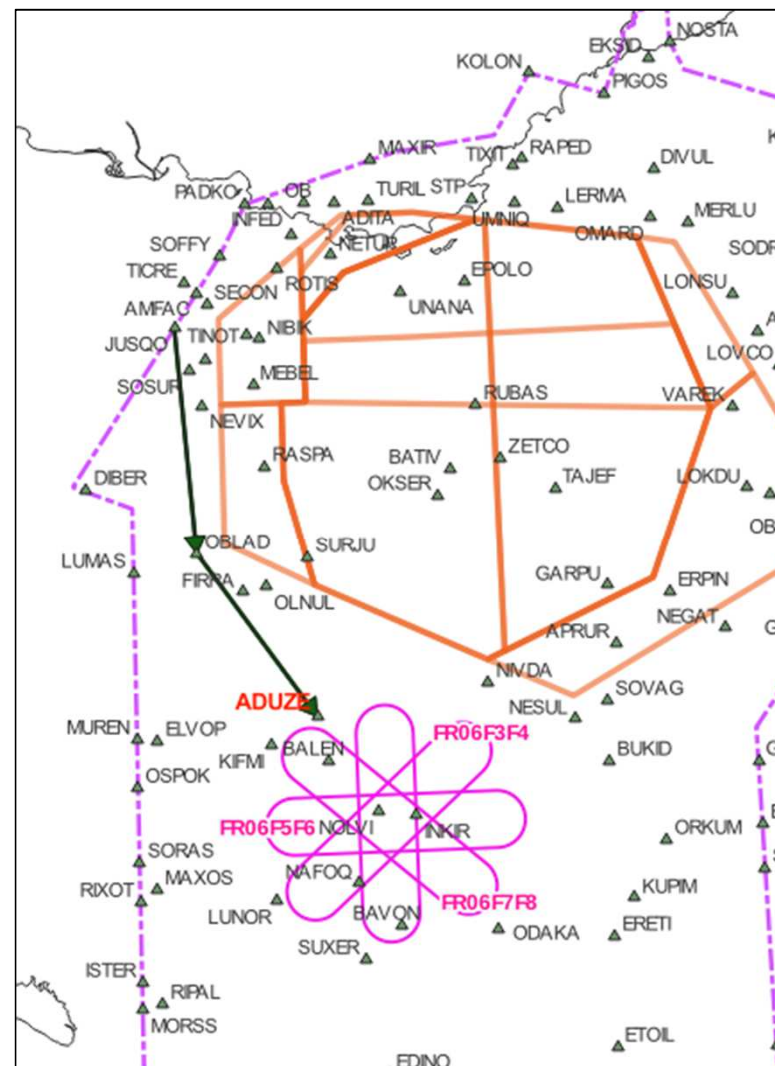 NOSTA
EKSID
KOLON
PIGOS
MAXIR
TIXIT
RAPED
DIVUL
PADKO
OB
TURIL
STP
LERMA
INFED
ADITA
UMNIQ
MERLU
OMARD
SOFFY
NETUR
SODR
TICRE
ROTIS
EPOLO
SECON
UNANA
LONSU
AMFAC
JUSQO
TINOT
NIBIK
LOVCO
SOSUR
MEBEL
RUBAS
VAREK
NEVIX
RASPA
BATIV
ZETCO
DIBER
OKSER
TAJEF
LOKDU
OB
OBLAD
SURJU
LUMAS
FIRRA
OLNUL
GARPU
ERPIN
NEGAT
APRUR
G
NIVDA
ADUZE
SOVAG
NESUL
MUREN
ELVOP
FR06F3F4
KIFMI
BALEN
BUKID
OSPOK
FR06F5F6
NOLVI
INKIR
ORKUM
SORAS
NAFOQ
RIXOT
MAXOS
KUPIM
LUNOR
BAVON
FR06F7F8
ODAKA
ERETI
SUXER
ISTER
RIPAL
MORSS
ETOIL
EDINO